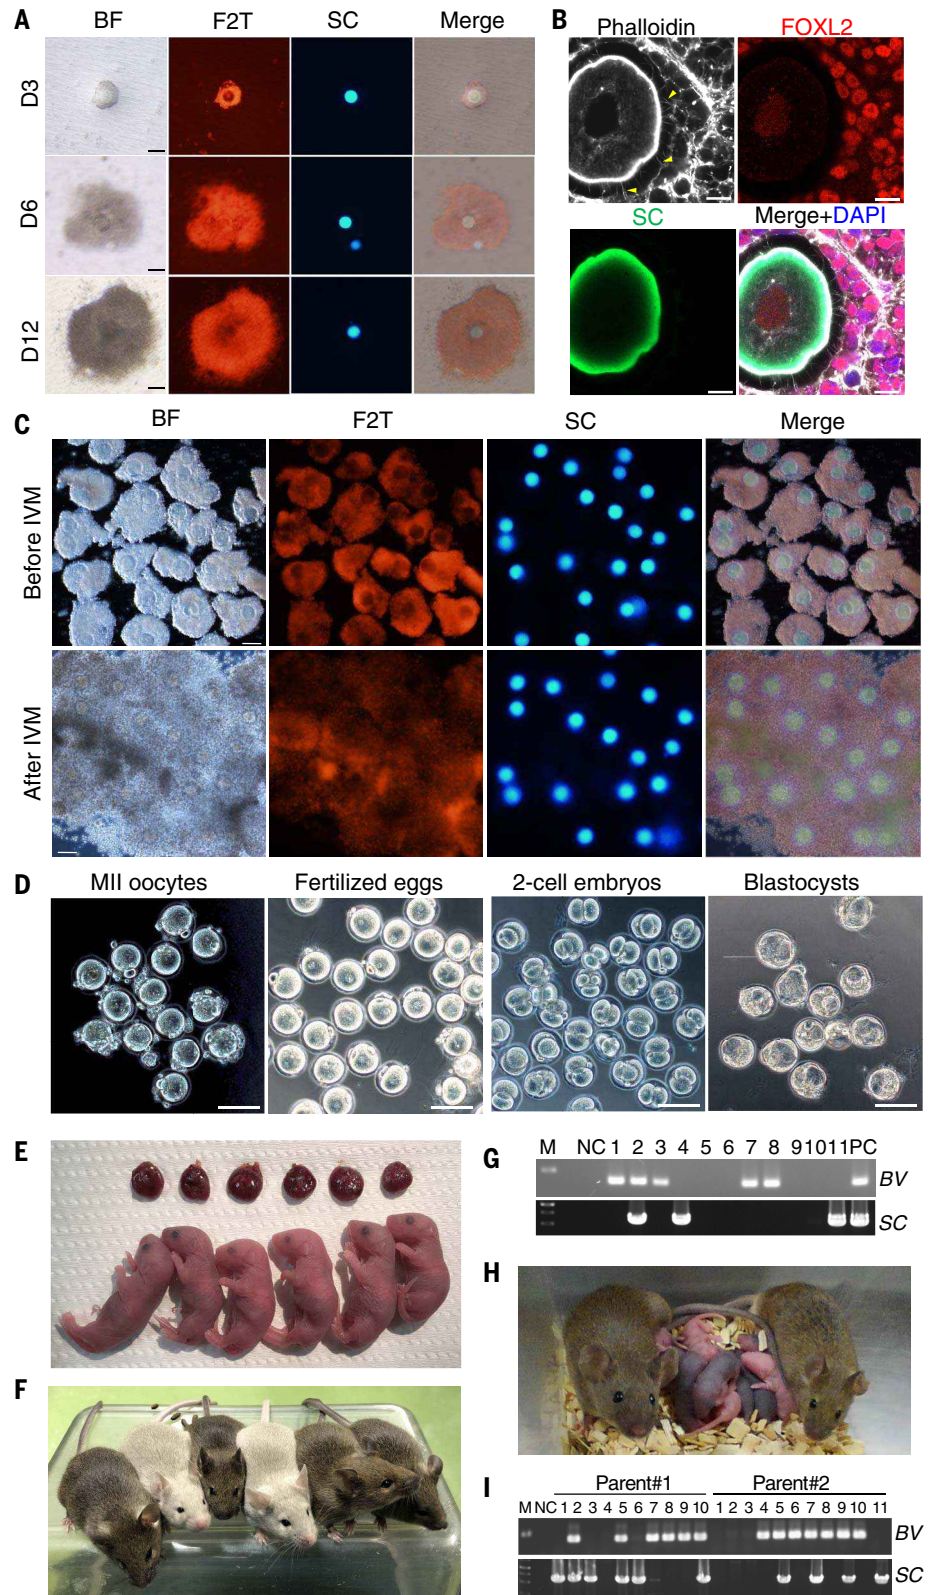 A
BF F2T SC Merge
D3
D6
D12
B
Phalloidin FOXL2
SC Merge+DAPI
C
BF F2T SC Merge
Before IVM
After IVM
D
MII oocytes Fertilized eggs 2-cell embryos Blastocysts
E
F
G
M NC 1 2 3 4 5 6 7 8 9 10 11 PC
BV
SC
H
I
Parent#1 Parent#2
M NC 1 2 3 4 5 6 7 8 9 10 1 2 3 4 5 6 7 8 9 10 11
BV
SC